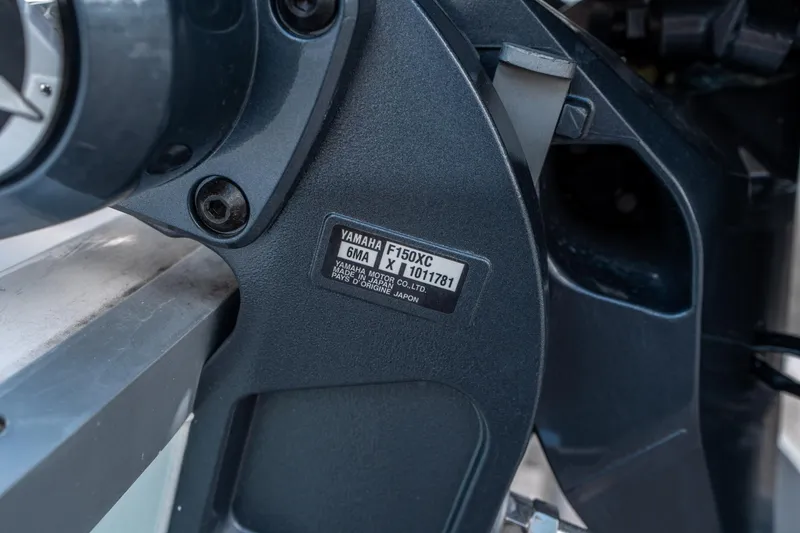 YAMAHA F150XC
6MA X 1011781
YAMAHA MOTOR CO., LTD.
MADE IN JAPAN
PAYS D'ORIGINE JAPON